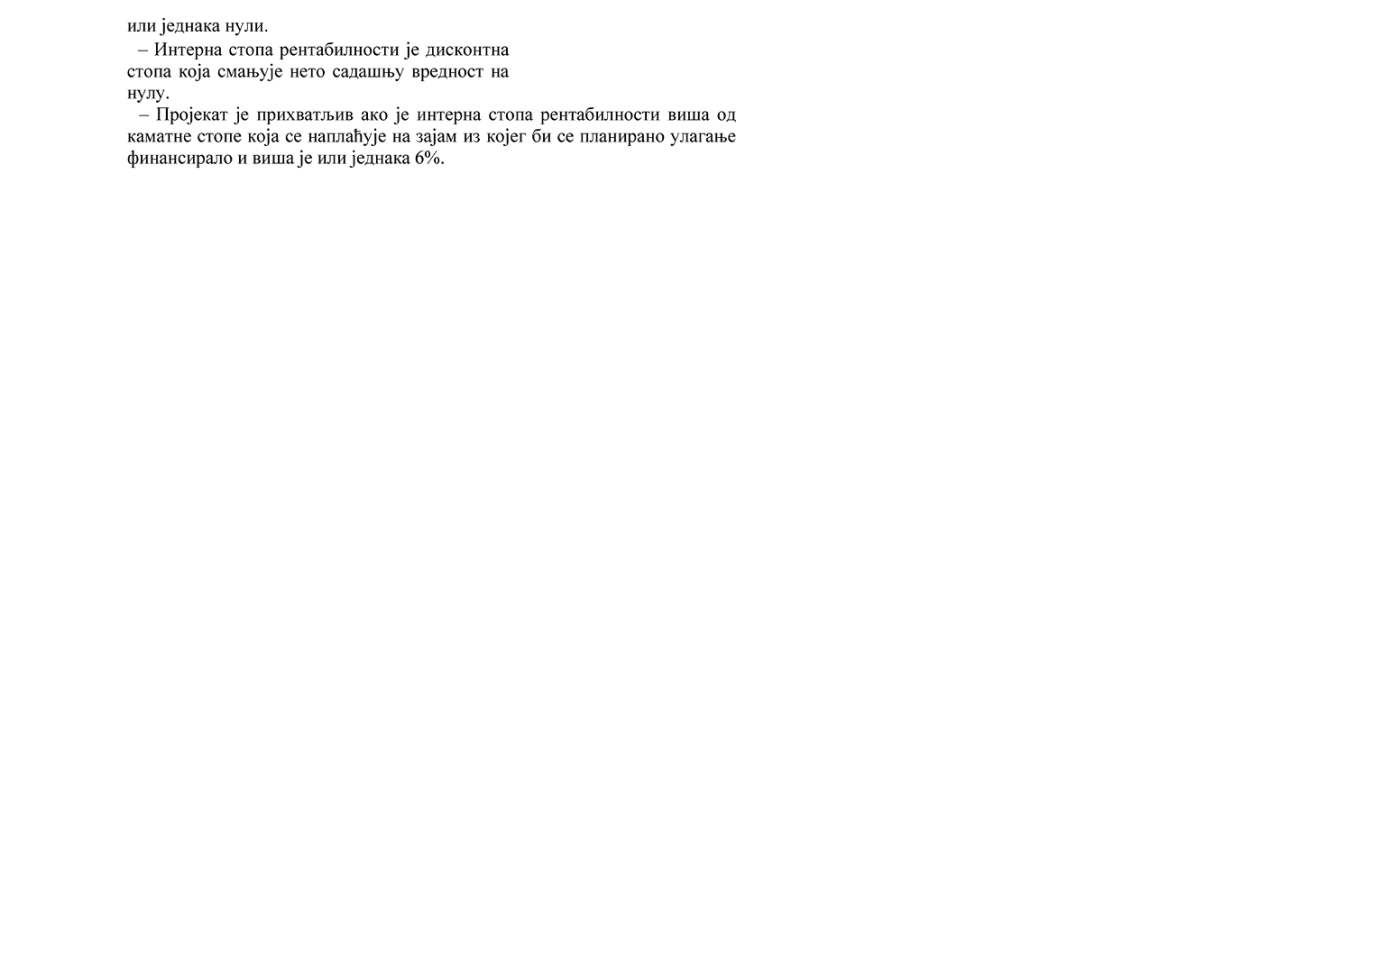 или једнака нули.
– Интерна стопа рентабилности је дисконтна
стопа која смањује нето садашњу вредност на
нулу.
– Пројекат је прихватљив ако је интерна стопа рентабилности виша од
каматне стопе која се наплаћује на зајам из којег би се планирано улагање
финансирало и виша је или једнака 6%.